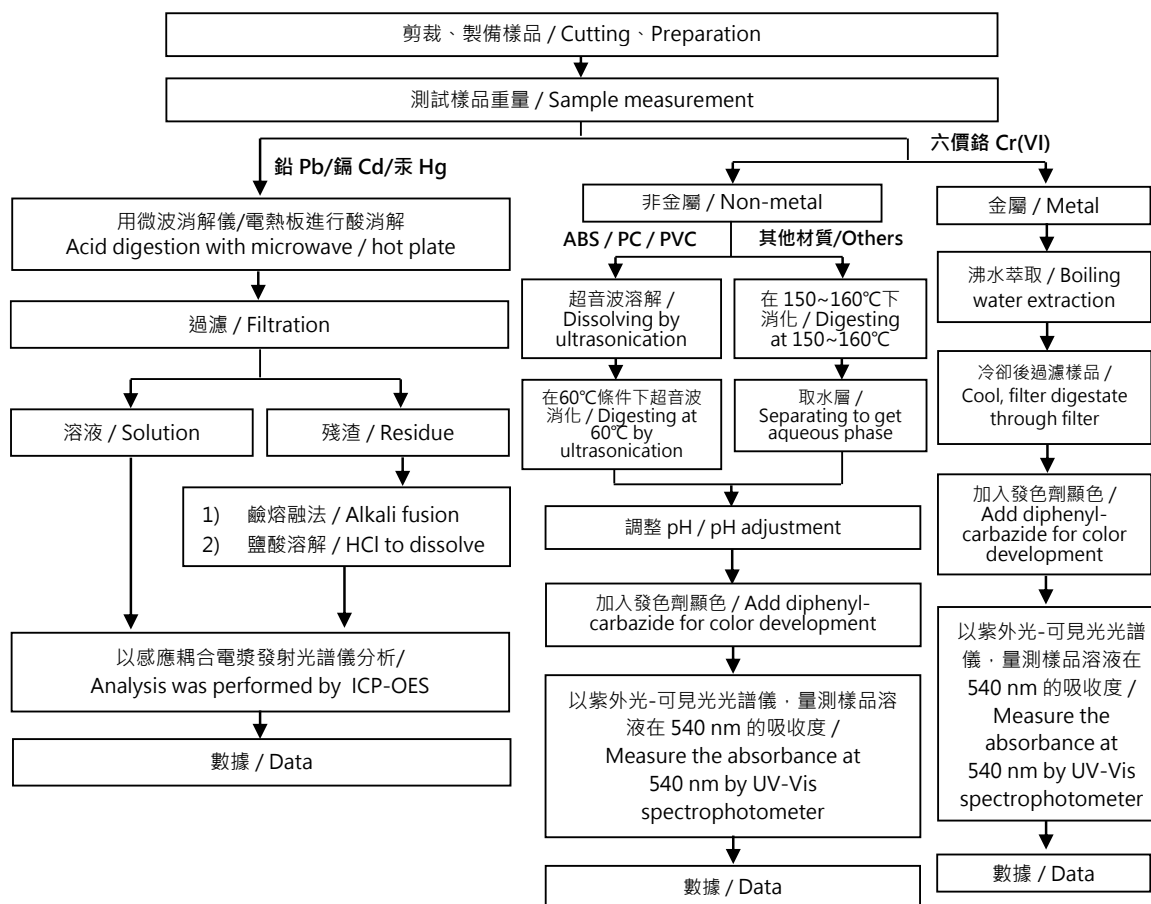 剪裁、製備樣品 / Cutting、Preparation
測試樣品重量 / Sample measurement
鉛 Pb/鎘 Cd/汞 Hg
用微波消解儀/電熱板進行酸消解
Acid digestion with microwave / hot plate
過濾 / Filtration
溶液 / Solution
殘渣 / Residue
1) 鹼熔融法 / Alkali fusion
2) 鹽酸溶解 / HCl to dissolve
以感應耦合電漿發射光譜儀分析/
Analysis was performed by ICP-OES
數據 / Data
六價鉻 Cr(VI)
非金屬 / Non-metal
ABS / PC / PVC
超音波溶解 /
Dissolving by
ultrasonication
在60℃條件下超音波
消化 / Digesting at
60℃ by
ultrasonication
其他材質/Others
在 150~160℃下
消化 / Digesting
at 150~160℃
取水層 /
Separating to get
aqueous phase
調整 pH / pH adjustment
加入發色劑顯色 / Add diphenyl-
carbazide for color development
以紫外光-可見光光譜儀，量測樣品溶
液在 540 nm 的吸收度 /
Measure the absorbance at
540 nm by UV-Vis
spectrophotometer
數據 / Data
金屬 / Metal
沸水萃取 / Boiling
water extraction
冷卻後過濾樣品 /
Cool, filter digestate
through filter
加入發色劑顯色 /
Add diphenyl-
carbazide for color
development
以紫外光-可見光光譜
儀，量測樣品溶液在
540 nm 的吸收度 /
Measure the
absorbance at
540 nm by UV-Vis
spectrophotometer
數據 / Data